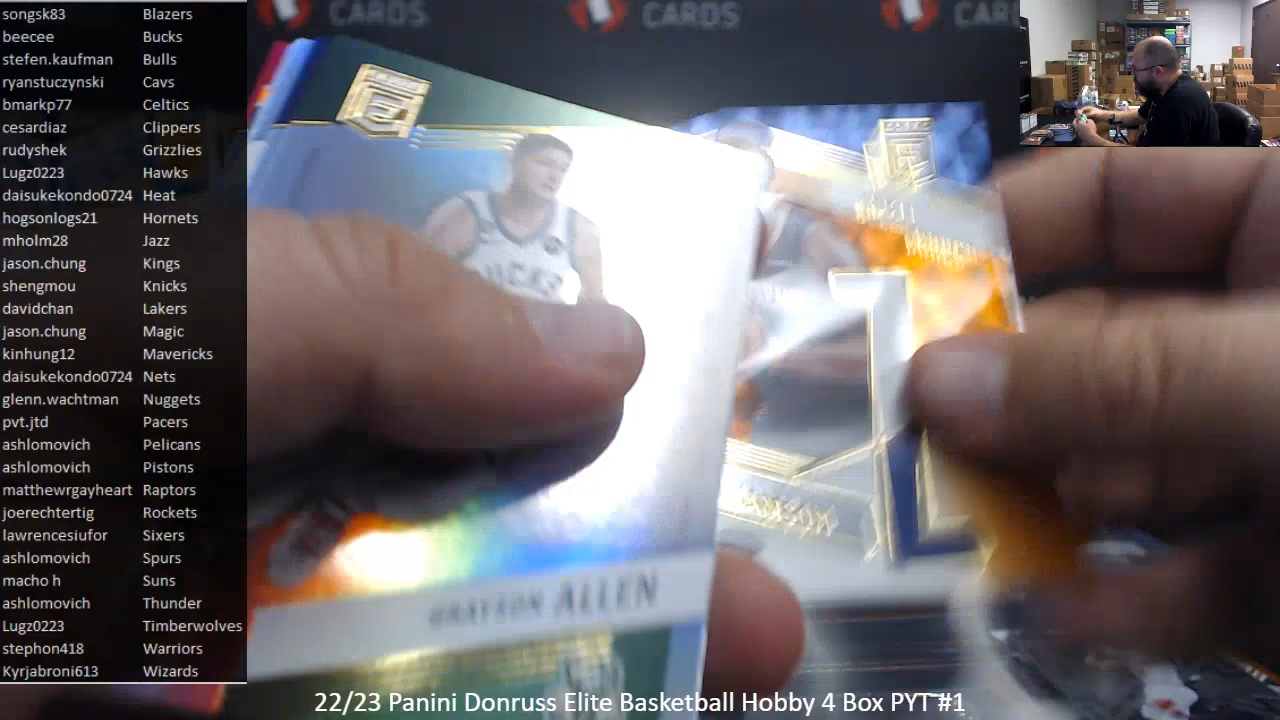 CARDS CARDS CARDS
songsk83 Blazers
beecee Bucks
stefen.kaufman Bulls
ryanstuczynski Cavs
bmarkp77 Celtics
cesardiaz Clippers
rudyshek Grizzlies
Lugz0223 Hawks
daisukekondo0724 Heat
hogsonlogs21 Hornets
mholm28 Jazz
jason.chung Kings
shengmou Knicks
davidchan Lakers
jason.chung Magic
kinhung12 Mavericks
daisukekondo0724 Nets
glenn.wachtman Nuggets
pvt.jtd Pacers
ashlomovich Pelicans
ashlomovich Pistons
matthewrgayheart Raptors
joerechtertig Rockets
lawrencesiufor Sixers
ashlomovich Spurs
macho h Suns
ashlomovich Thunder
Lugz0223 Timberwolves
stephon418 Warriors
Kyrjabroni613 Wizards
BUCKS
GRAYSON ALLEN
22/23 Panini Donruss Elite Basketball Hobby 4 Box PYT #1